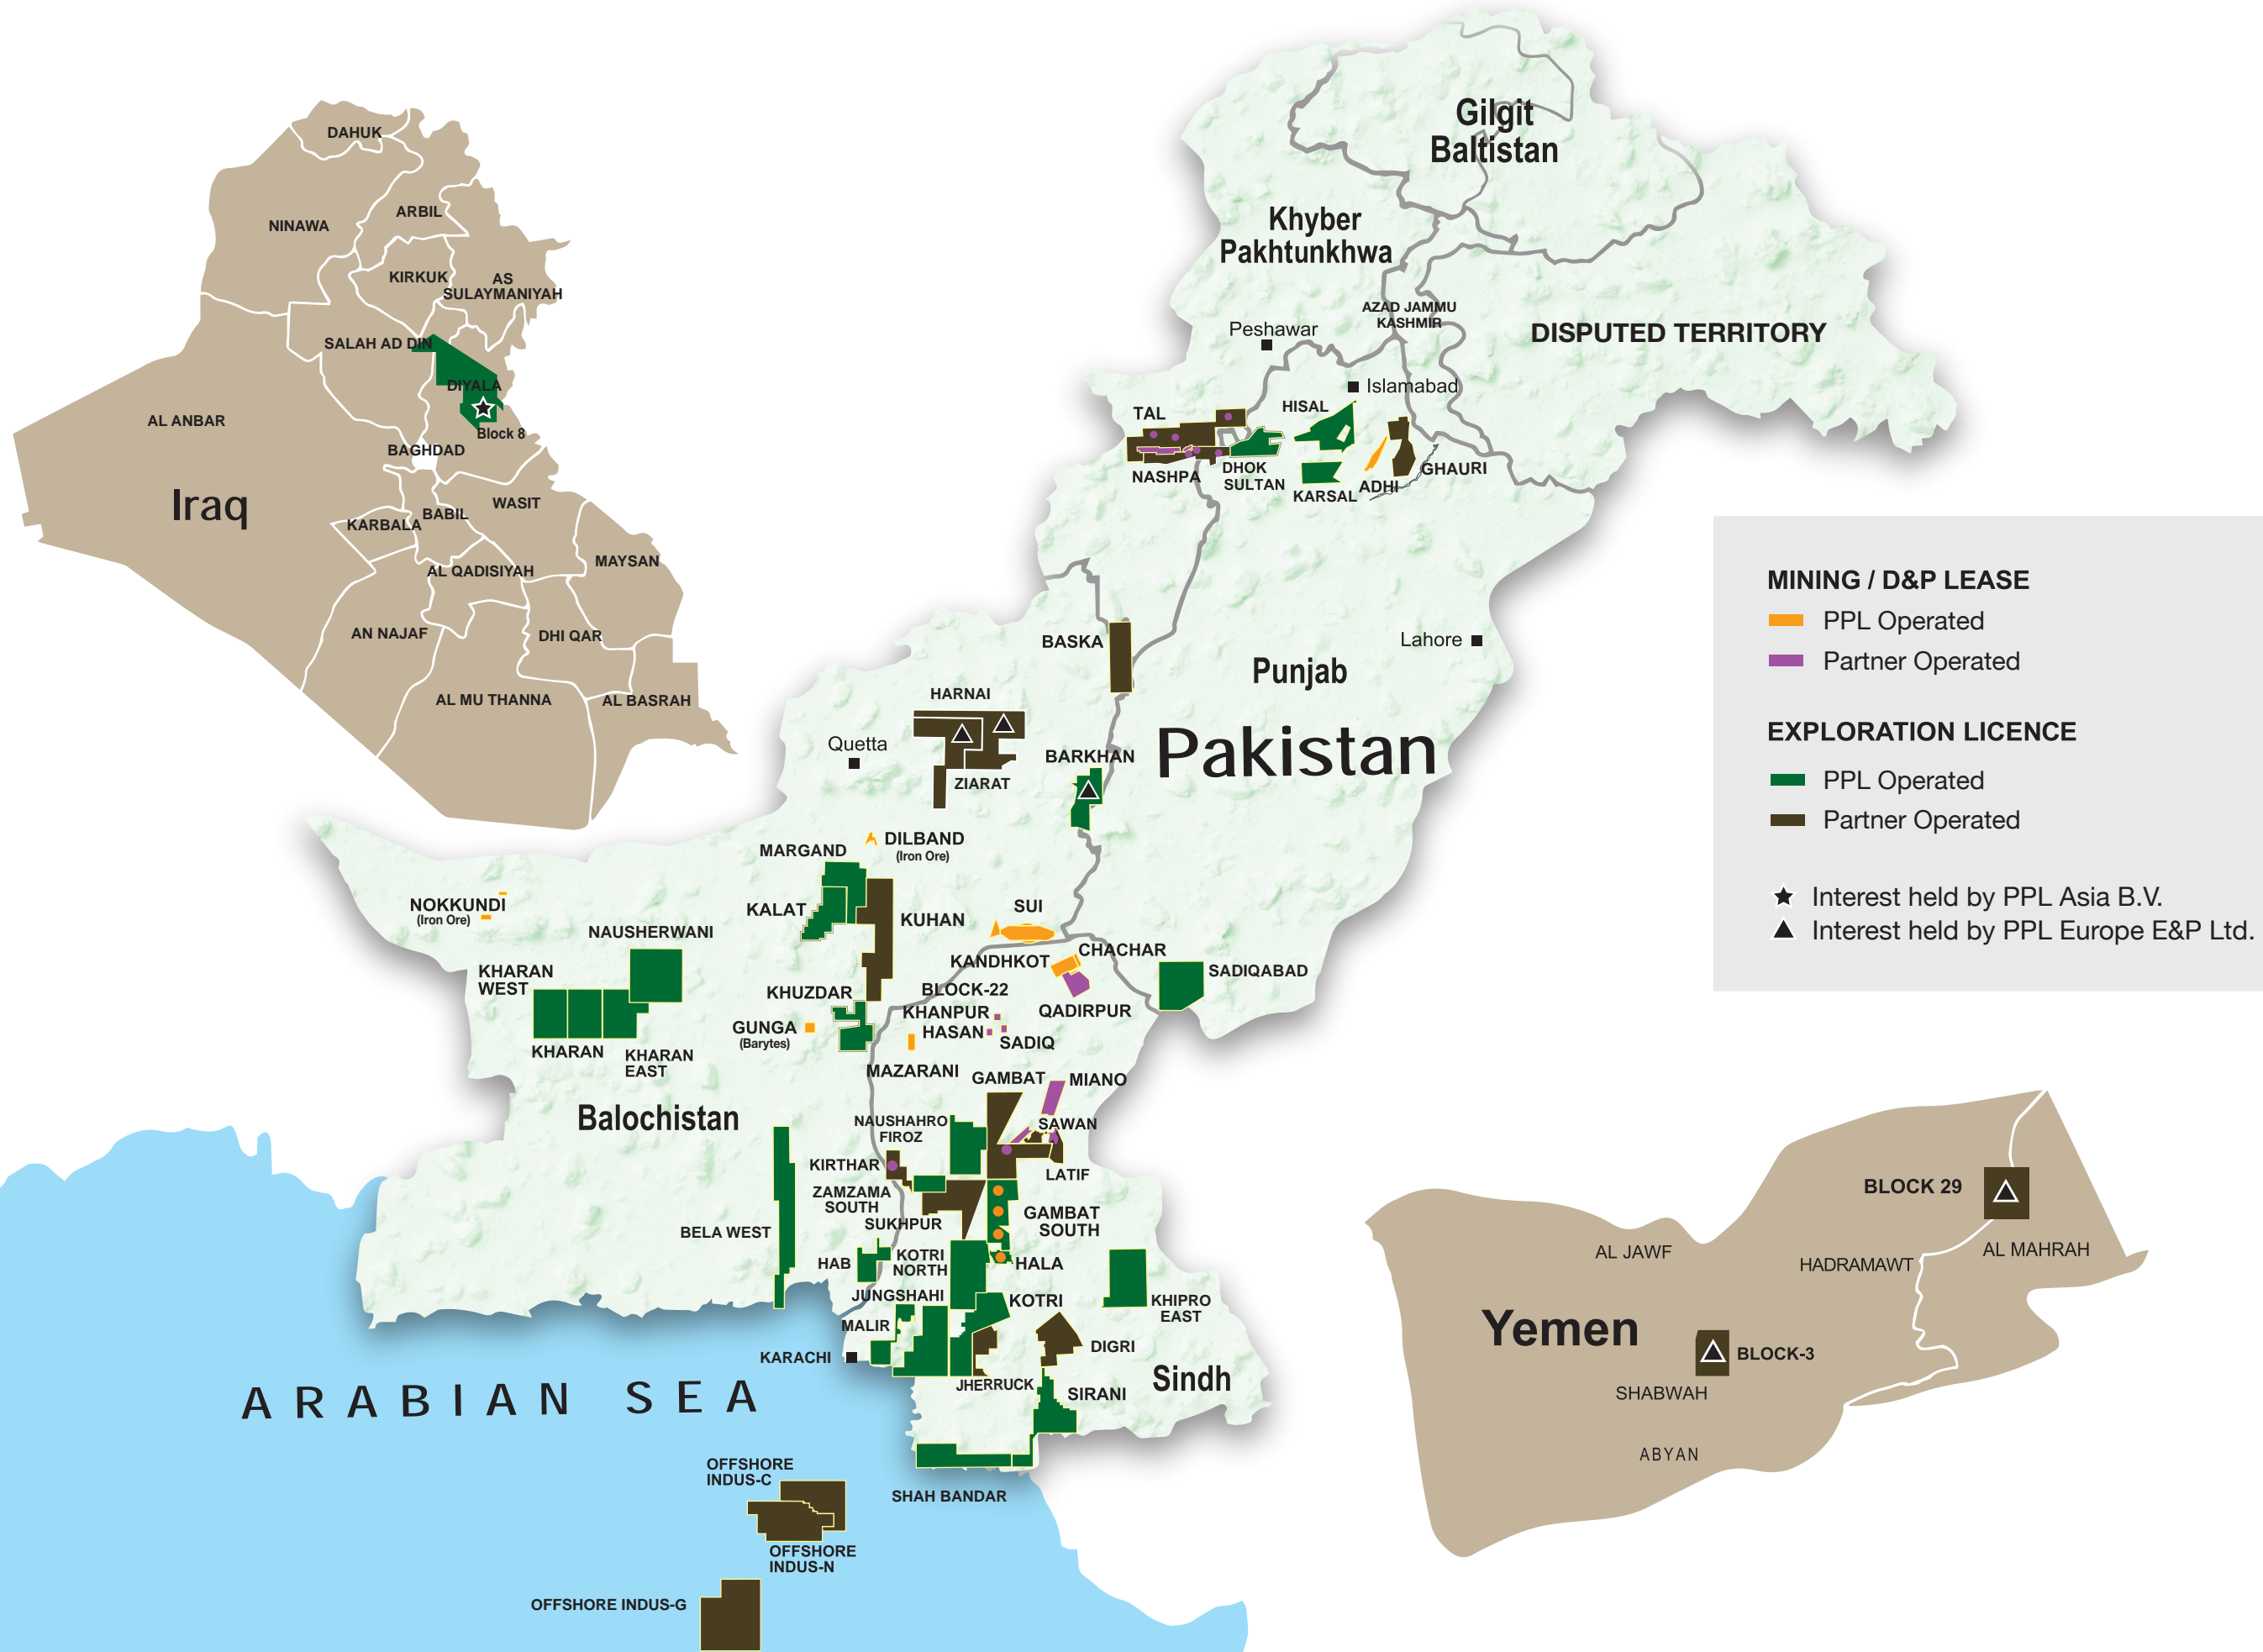 Gilgit
Baltistan
Khyber
Pakhtunkhwa
AZAD JAMMU
KASHMIR
DISPUTED TERRITORY
Peshawar
Islamabad
TAL
HISAL
NASHPA
DHOK
SULTAN
KARSAL
ADHI
GHAURI
BASKA
Punjab
Lahore
Pakistan
HARNAI
Quetta
ZIARAT
BARKHAN
DILBAND
(Iron Ore)
MARGAND
KALAT
KUHAN
SUI
NOKKUNDI
(Iron Ore)
NAUSHERWANI
KHARAN
WEST
KHARAN
KHARAN
EAST
KANDHKOT
CHACHAR
SADIQABAD
QADIRPUR
KHUZDAR
BLOCK-22
KHANPUR
HASAN
SADIQ
GUNGA
(Barytes)
MAZARANI
GAMBAT
MIANO
Balochistan
NAUSHAHRO
FIROZ
SAWAN
KIRTHAR
LATIF
ZAMZAMA
SOUTH
SUKHPUR
GAMBAT
SOUTH
BELA WEST
HAB
KOTRI
NORTH
HALA
JUNGSHAHI
KOTRI
KHIPRO
EAST
MALIR
KARACHI
DIGRI
JHERRUCK
SIRANI
Sindh
SHAH BANDAR
ARABIAN SEA
OFFSHORE
INDUS-C
OFFSHORE
INDUS-N
OFFSHORE INDUS-G
DAHUK
NINAWA
ARBIL
KIRKUK
AS
SULAYMANIYAH
SALAH AD DIN
DIYALA
Block 8
AL ANBAR
BAGHDAD
Iraq
WASIT
BABIL
KARBALA
AL QADISIYAH
MAYSAN
AN NAJAF
DHI QAR
AL MU THANNA
AL BASRAH
MINING / D&P LEASE
PPL Operated
Partner Operated
EXPLORATION LICENCE
PPL Operated
Partner Operated
Interest held by PPL Asia B.V.
Interest held by PPL Europe E&P Ltd.
BLOCK 29
AL JAWF
HADRAMAWT
AL MAHRAH
Yemen
BLOCK-3
SHABWAH
ABYAN